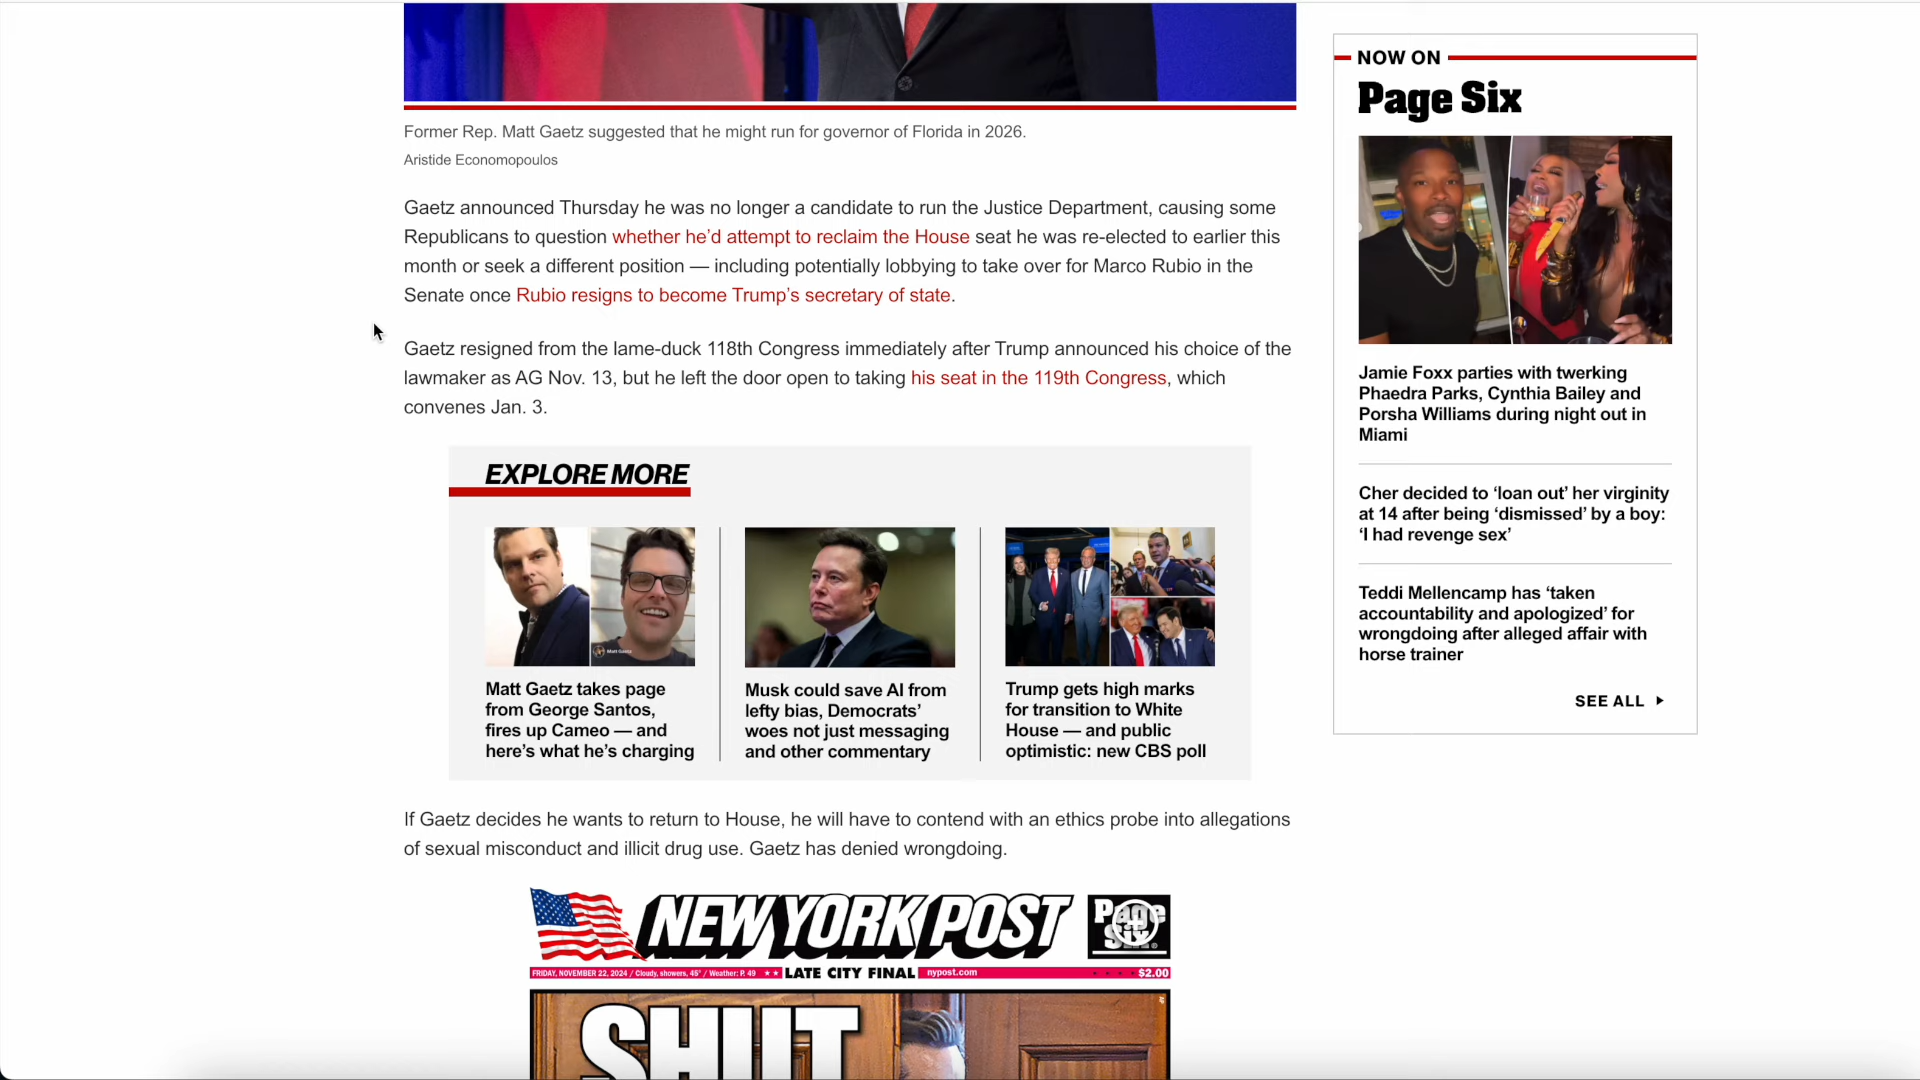 Former Rep. Matt Gaetz suggested that he might run for governor of Florida in 2026.
Aristide Economopoulos
Gaetz announced Thursday he was no longer a candidate to run the Justice Department, causing some
Republicans to question whether he’d attempt to reclaim the House seat he was re-elected to earlier this
month or seek a different position — including potentially lobbying to take over for Marco Rubio in the
Senate once Rubio resigns to become Trump’s secretary of state.
Gaetz resigned from the lame-duck 118th Congress immediately after Trump announced his choice of the
lawmaker as AG Nov. 13, but he left the door open to taking his seat in the 119th Congress, which
convenes Jan. 3.
EXPLORE MORE
Matt Gaetz
Matt Gaetz takes page
from George Santos,
fires up Cameo — and
here’s what he’s charging
Musk could save AI from
lefty bias, Democrats’
woes not just messaging
and other commentary
Trump gets high marks
for transition to White
House — and public
optimistic: new CBS poll
If Gaetz decides he wants to return to House, he will have to contend with an ethics probe into allegations
of sexual misconduct and illicit drug use. Gaetz has denied wrongdoing.
NEW YORK POST
Page
Six
FRIDAY, NOVEMBER 22, 2024 / Cloudy, showers, 45° / Weather: P. 49 ★★ LATE CITY FINAL nypost.com $2.00
SHUT
NOW ON
Page Six
Jamie Foxx parties with twerking
Phaedra Parks, Cynthia Bailey and
Porsha Williams during night out in
Miami
Cher decided to ‘loan out’ her virginity
at 14 after being ‘dismissed’ by a boy:
‘I had revenge sex’
Teddi Mellencamp has ‘taken
accountability and apologized’ for
wrongdoing after alleged affair with
horse trainer
SEE ALL